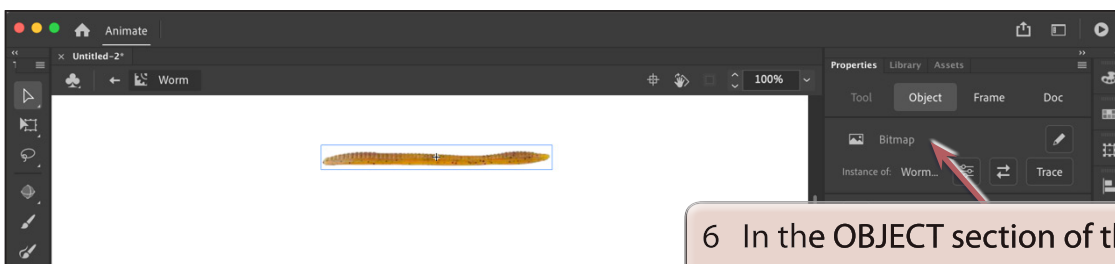 Animate
× Untitled-2*
Worm
100%
Properties Library Assets
Tool Object Frame Doc
Bitmap
Instance of: Worm... Trace
6 In the OBJECT section of t